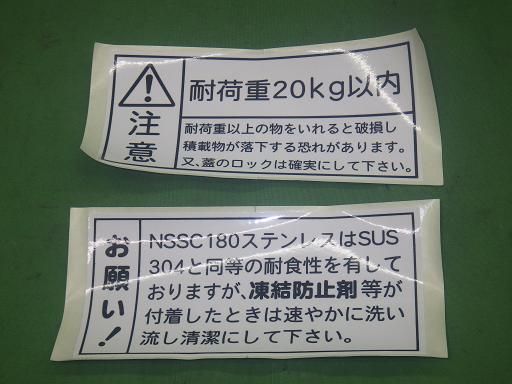 注意
耐荷重20kg以内
耐荷重以上の物をいれると破損し
積載物が落下する恐れがあります。
又、蓋のロックは確実にして下さい。
お願い!
NSSC180ステンレスはSUS
304と同等の耐食性を有して
おりますが、凍結防止剤等が
付着したときは速やかに洗い
流し清潔にして下さい。